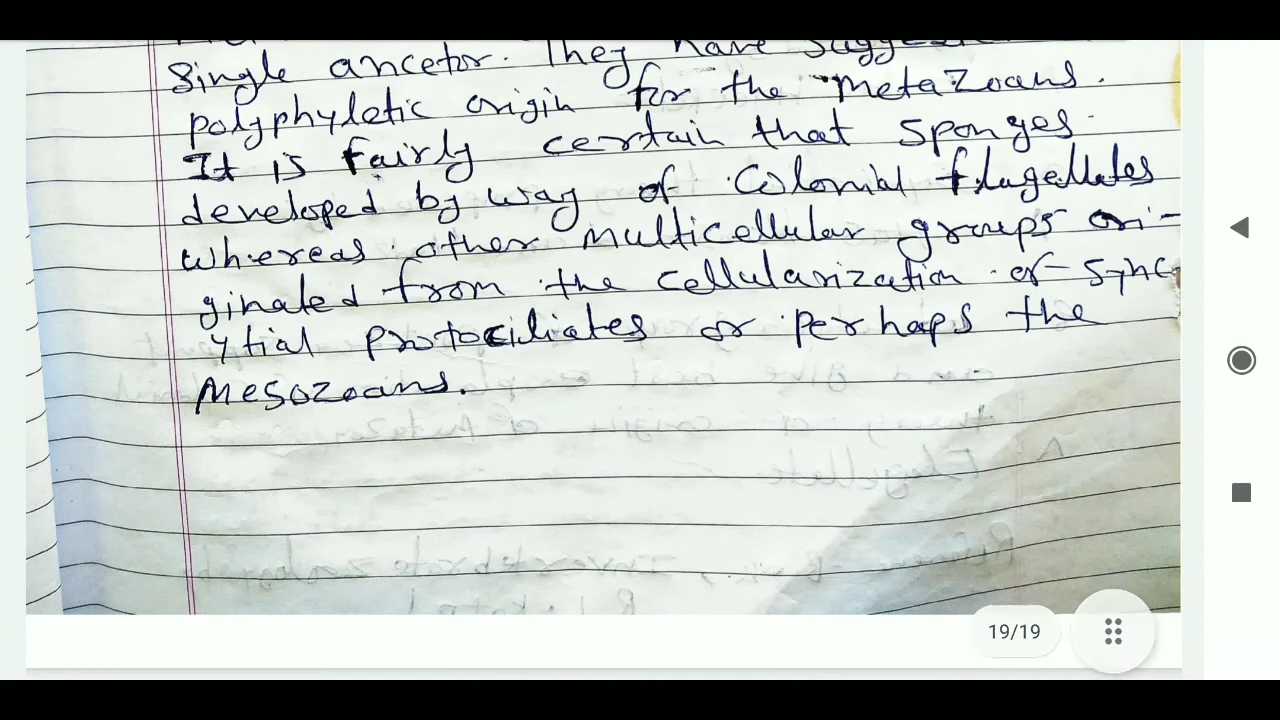 Single ancetor. They have
polyphyletic origin for the metazoans.
It is fairly certain that sponges
developed by way of colonial flagellates
whereas other multicellular groups ori-
ginated from the cellularization of sync
ytial protociliates or perhaps the
Mesozoans.
19/19